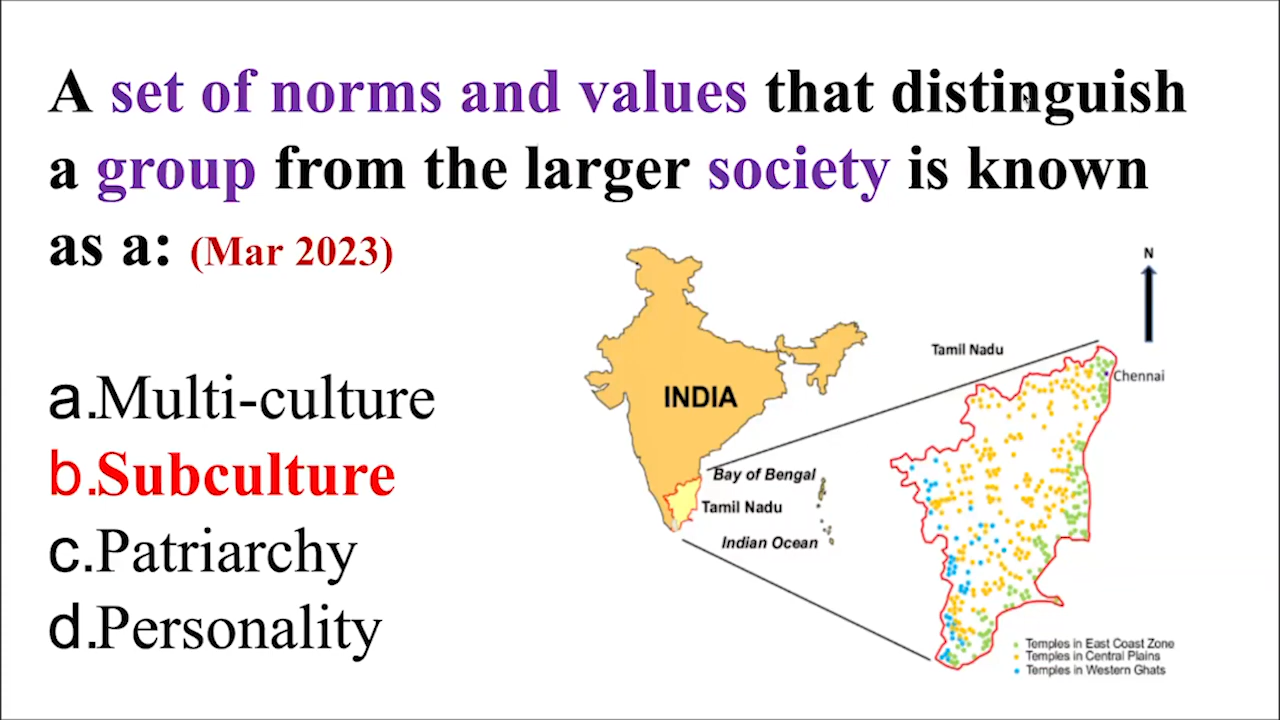 A set of norms and values that distinguish
a group from the larger society is known
as a: (Mar 2023)
a.Multi-culture
b.Subculture
c.Patriarchy
d.Personality
N
Tamil Nadu
Chennai
INDIA
Bay of Bengal
Tamil Nadu
Indian Ocean
Temples in East Coast Zone
Temples in Central Plains
Temples in Western Ghats